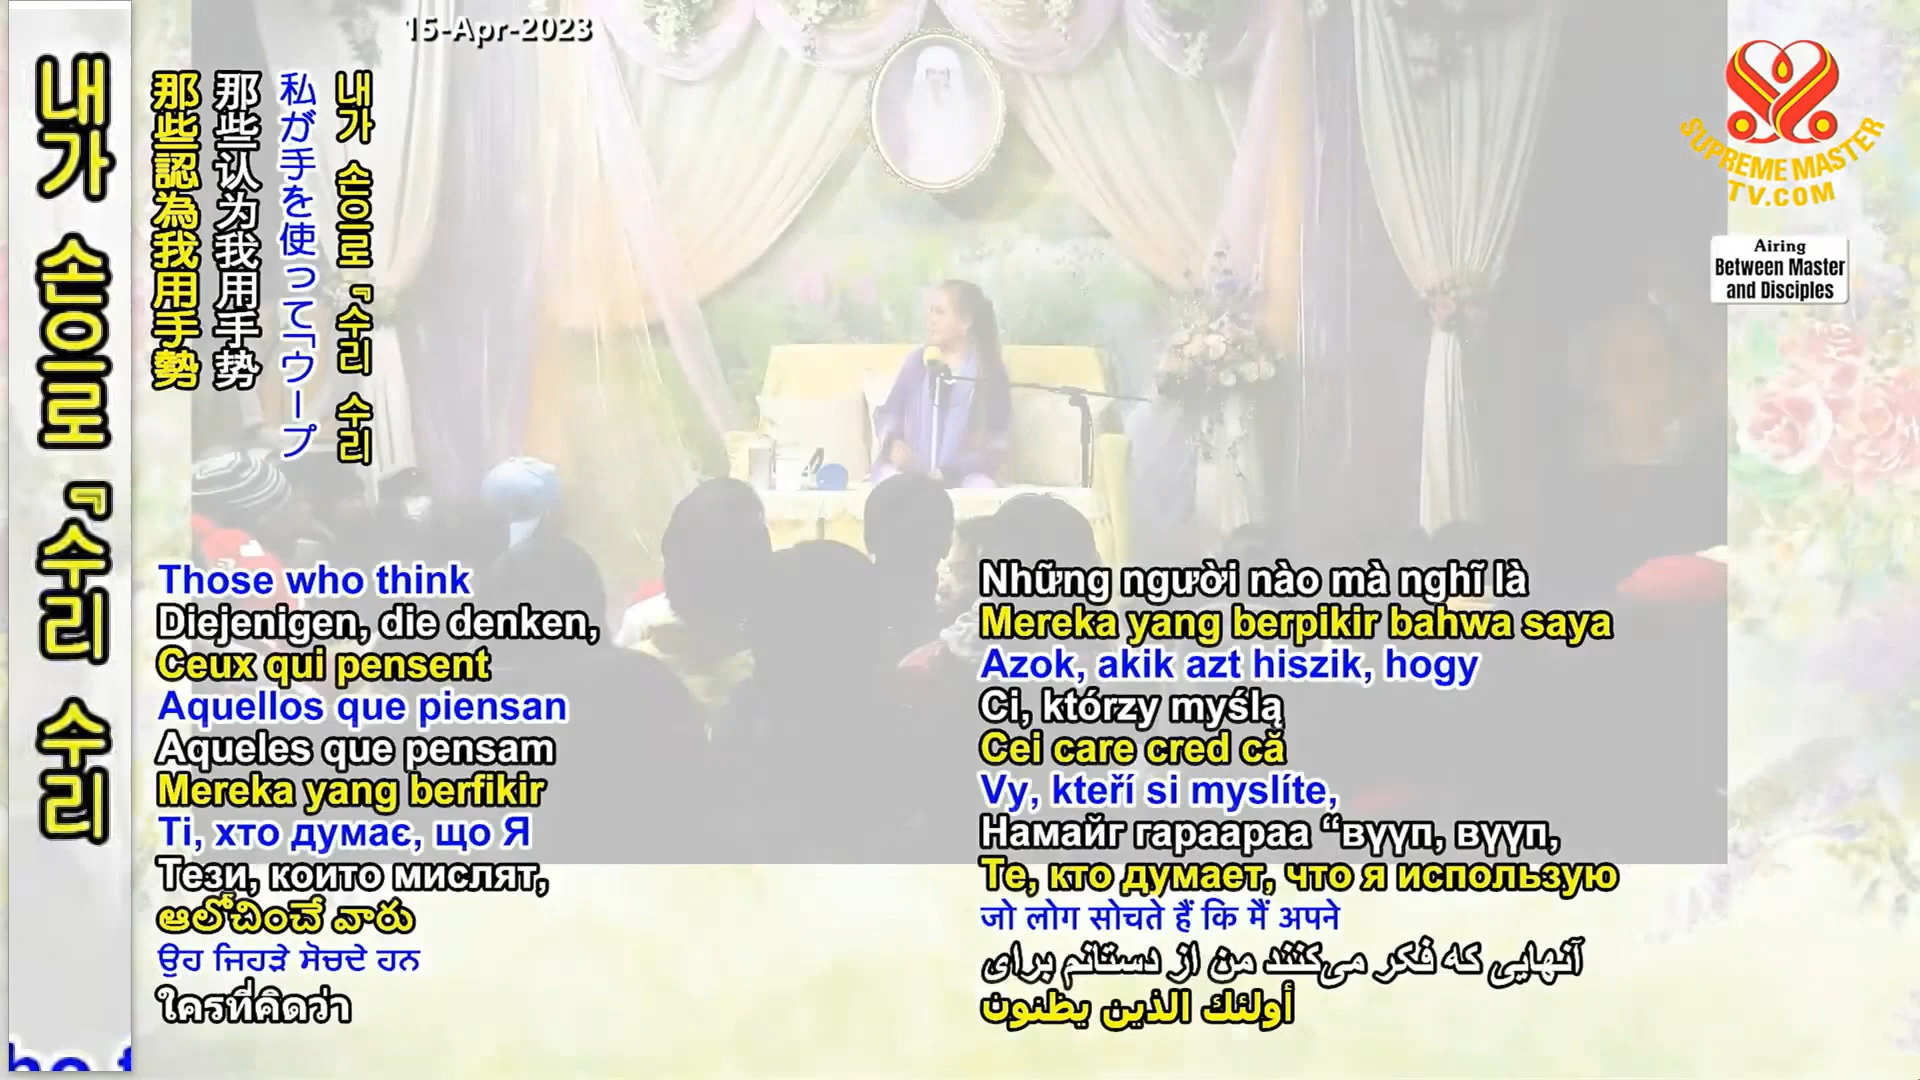 15-Apr-2023
내가 손으로 『수리 수리
那些認為我用手勢
那些认为我用手势
私が手を使って「ウープ
내가 손으로 『수리 수리
SUPREME MASTER
TV.COM
Airing
Between Master
and Disciples
Those who think
Diejenigen, die denken,
Ceux qui pensent
Aquellos que piensan
Aqueles que pensam
Mereka yang berfikir
Ті, хто думає, що Я
Тези, които мислят,
ఆలోచించే వారు
ਉਹ ਜਿਹੜੇ ਸੋਚਦੇ ਹਨ
ใครที่คิดว่า
Những người nào mà nghĩ là
Mereka yang berpikir bahwa saya
Azok, akik azt hiszik, hogy
Ci, którzy myślą
Cei care cred că
Vy, kteří si myslíte,
Намайг гараараа “вүүп, вүүп,
Те, кто думает, что я использую
जो लोग सोचते हैं कि मैं अपने
آنهایی که فکر می‌کنند من از دستانم برای
أولئك الذين يظنون